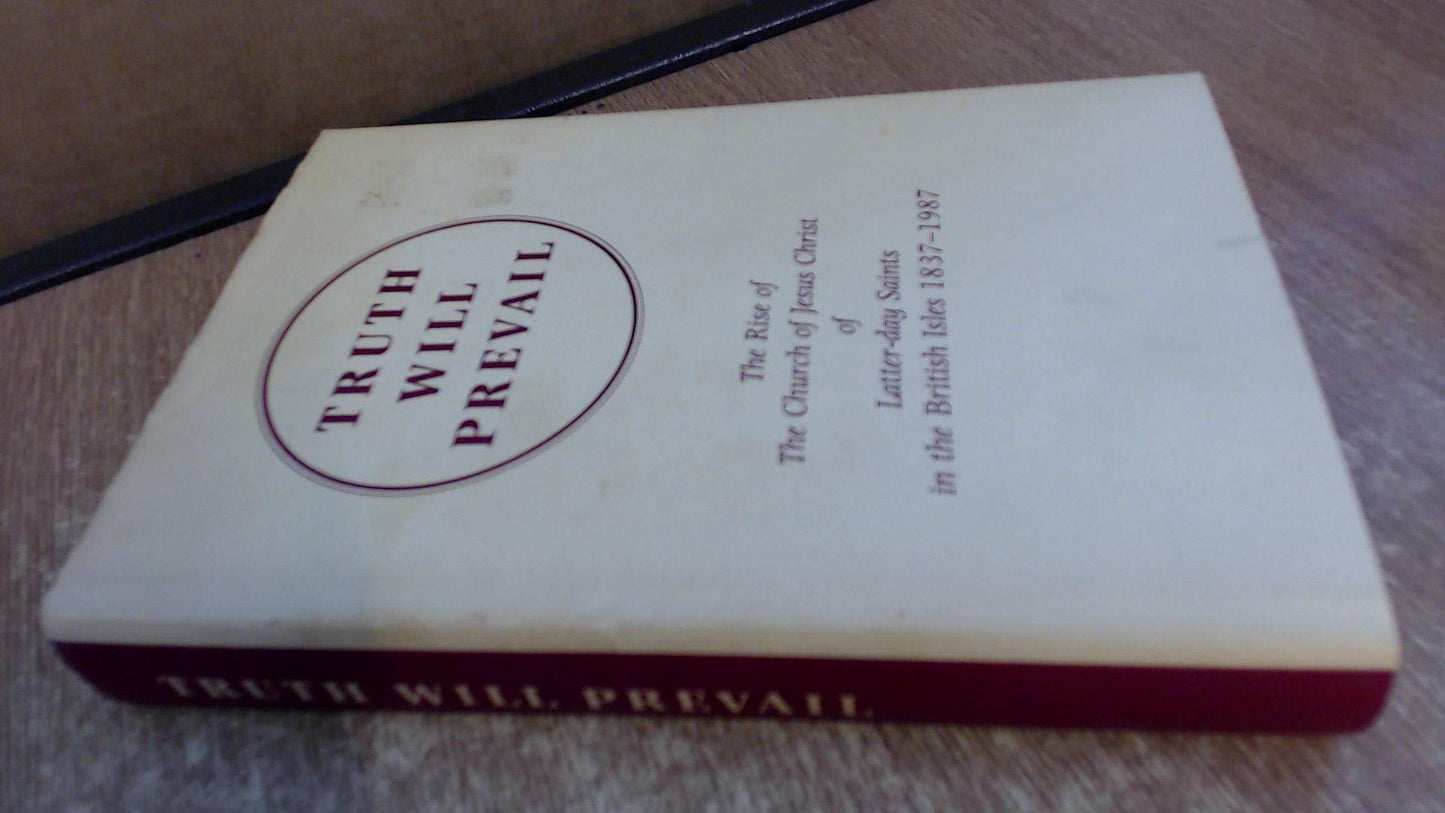 TRUTH
WILL
PREVAIL
The Rise of
The Church of Jesus Christ
of
Latter-day Saints
in the British Isles 1837–1987
TRUTH WILL PREVAIL